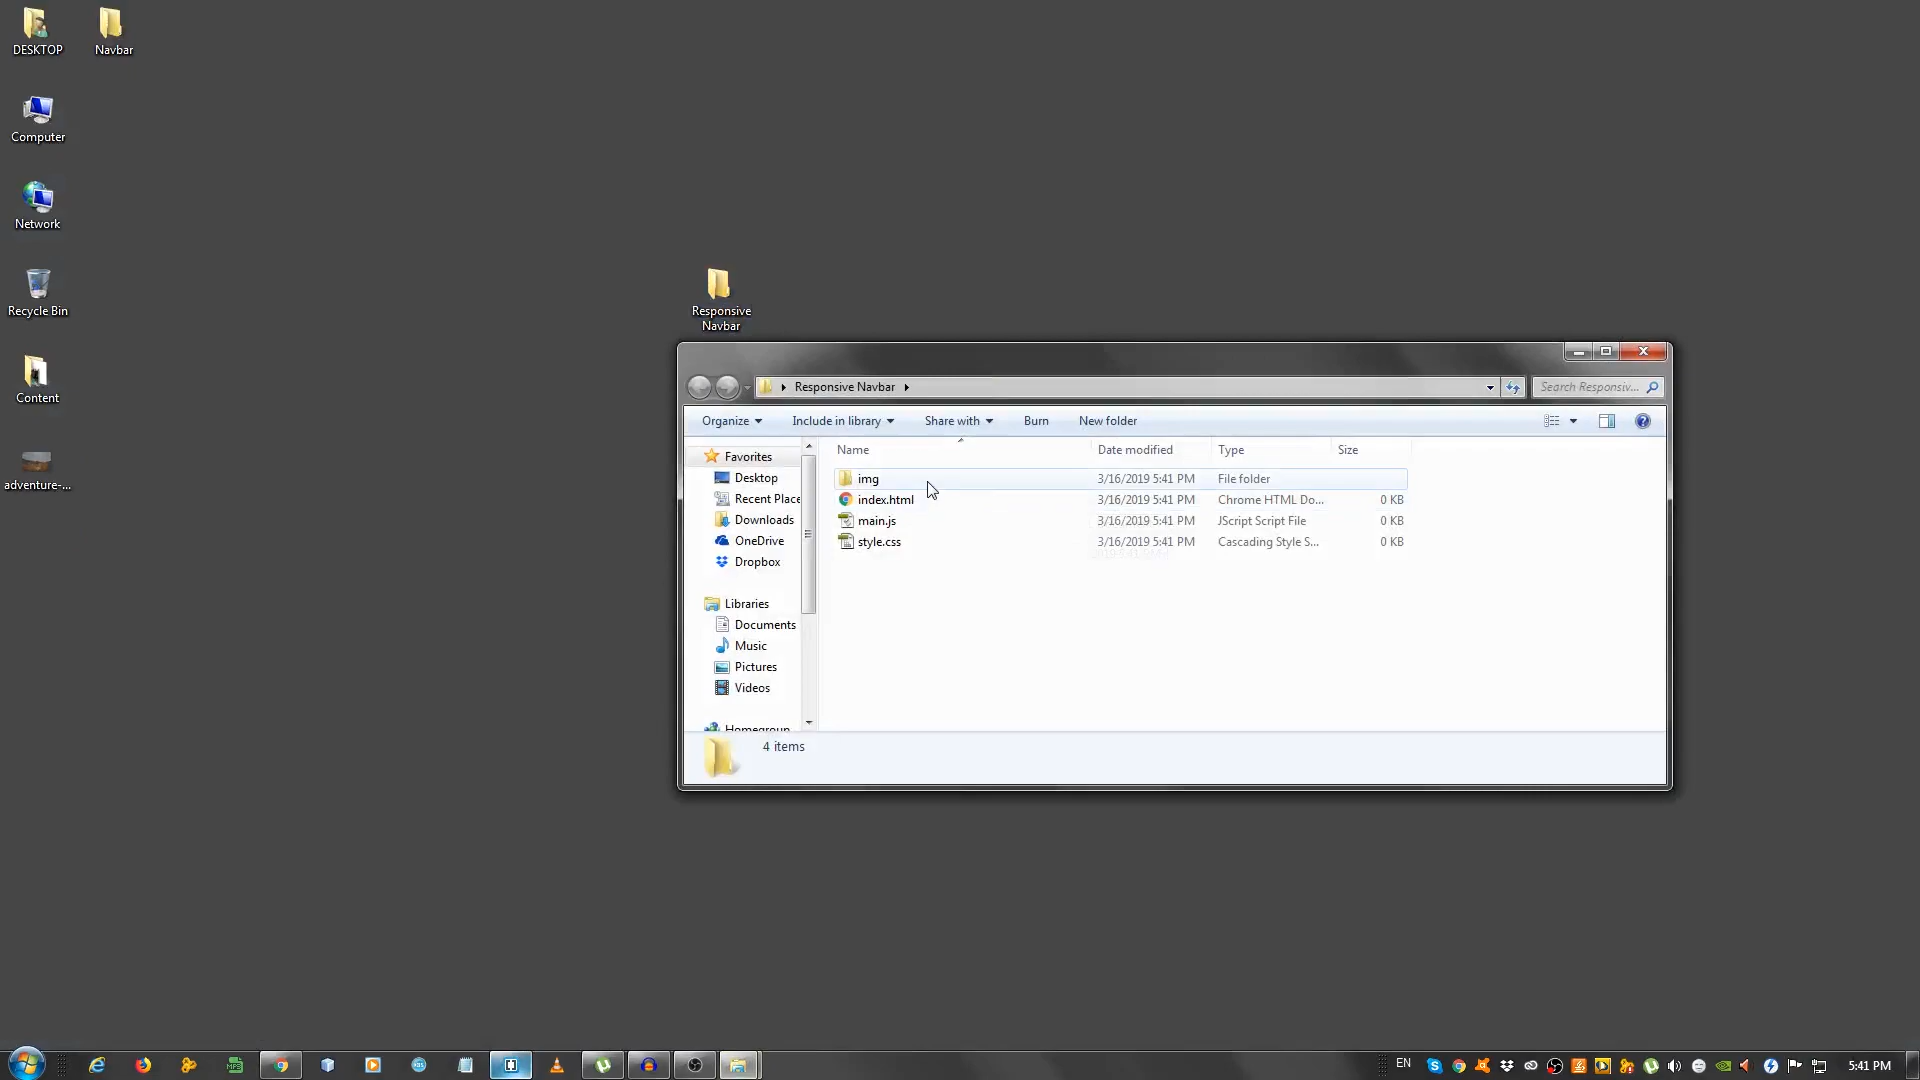 DESKTOP
Navbar
Computer
Network
Recycle Bin
Content
adventure-...
Responsive
Navbar
Responsive Navbar
Search Responsiv...
Organize
Include in library
Share with
Burn
New folder
Name
Date modified
Type
Size
Favorites
Desktop
Recent Place
Downloads
OneDrive
Dropbox
Libraries
Documents
Music
Pictures
Videos
Homegroup
img
3/16/2019 5:41 PM
File folder
index.html
3/16/2019 5:41 PM
Chrome HTML Do...
0 KB
main.js
3/16/2019 5:41 PM
JScript Script File
0 KB
style.css
3/16/2019 5:41 PM
Cascading Style S...
0 KB
4 items
EN
5:41 PM